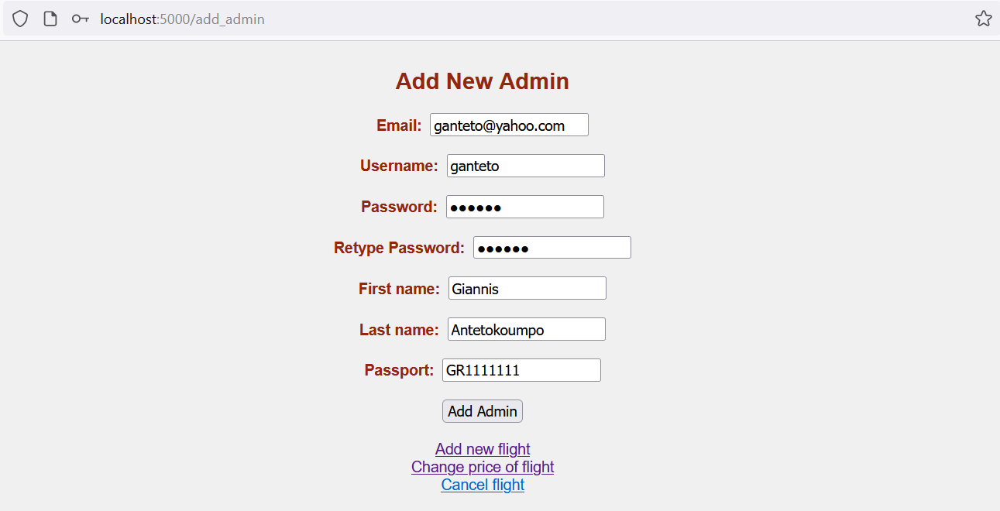 localhost:5000/add_admin
Add New Admin
Email: ganteto@yahoo.com
Username: ganteto
Password: ●●●●●●
Retype Password: ●●●●●●
First name: Giannis
Last name: Antetokoumpo
Passport: GR1111111
Add Admin
Add new flight
Change price of flight
Cancel flight